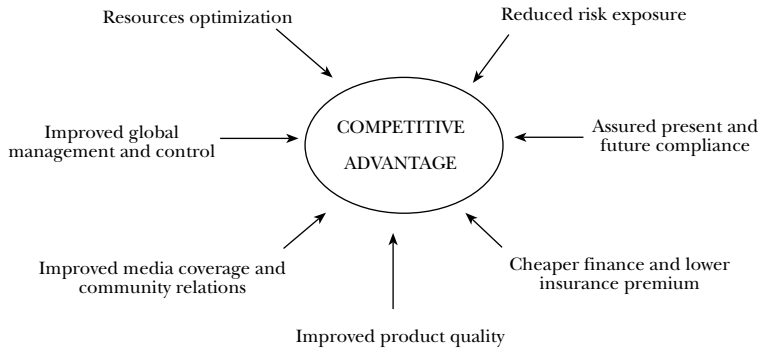 Resources optimization
Reduced risk exposure
COMPETITIVE
ADVANTAGE
Improved global
management and control
Assured present and
future compliance
Improved media coverage and
community relations
Cheaper finance and lower
insurance premium
Improved product quality